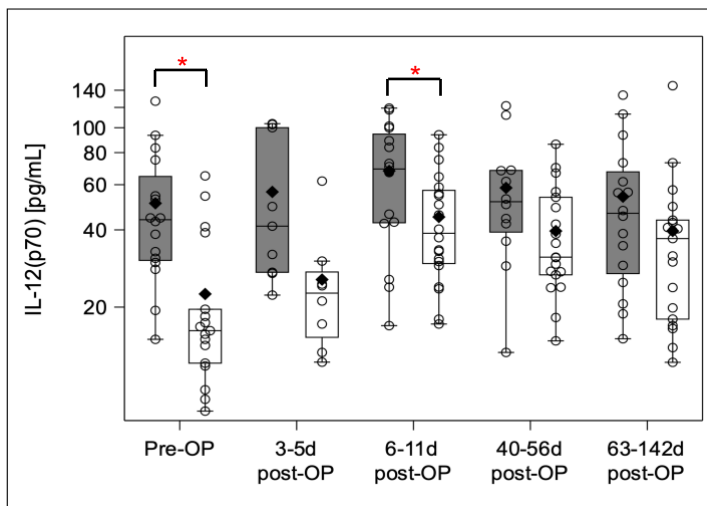 * *
IL-12(p70) [pg/mL]
140
100
80
60
40
20
Pre-OP 3-5d 6-11d 40-56d 63-142d
post-OP post-OP post-OP post-OP